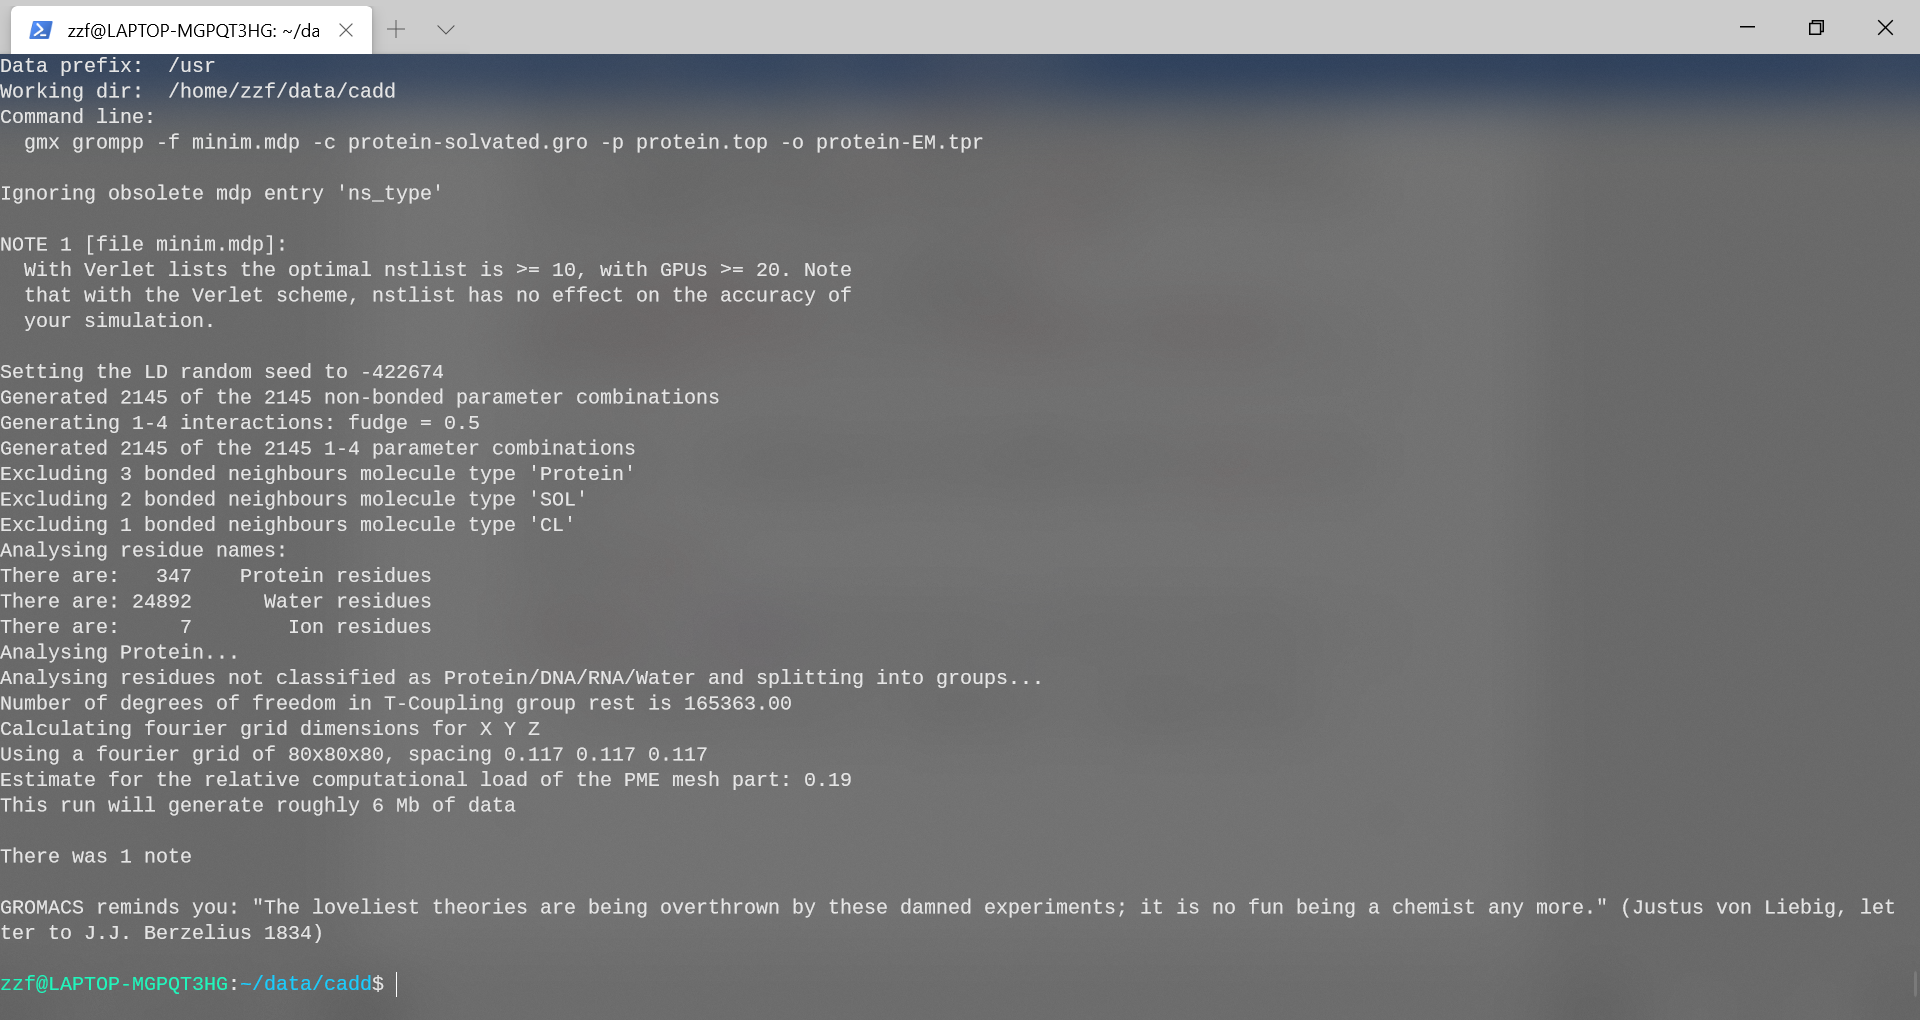 zzf@LAPTOP-MGPQT3HG: ~/da
Data prefix:  /usr
Working dir:  /home/zzf/data/cadd
Command line:
  gmx grompp -f minim.mdp -c protein-solvated.gro -p protein.top -o protein-EM.tpr
Ignoring obsolete mdp entry 'ns_type'
NOTE 1 [file minim.mdp]:
  With Verlet lists the optimal nstlist is >= 10, with GPUs >= 20. Note
  that with the Verlet scheme, nstlist has no effect on the accuracy of
  your simulation.
Setting the LD random seed to -422674
Generated 2145 of the 2145 non-bonded parameter combinations
Generating 1-4 interactions: fudge = 0.5
Generated 2145 of the 2145 1-4 parameter combinations
Excluding 3 bonded neighbours molecule type 'Protein'
Excluding 2 bonded neighbours molecule type 'SOL'
Excluding 1 bonded neighbours molecule type 'CL'
Analysing residue names:
There are:   347    Protein residues
There are: 24892      Water residues
There are:     7        Ion residues
Analysing Protein...
Analysing residues not classified as Protein/DNA/RNA/Water and splitting into groups...
Number of degrees of freedom in T-Coupling group rest is 165363.00
Calculating fourier grid dimensions for X Y Z
Using a fourier grid of 80x80x80, spacing 0.117 0.117 0.117
Estimate for the relative computational load of the PME mesh part: 0.19
This run will generate roughly 6 Mb of data
There was 1 note
GROMACS reminds you: "The loveliest theories are being overthrown by these damned experiments; it is no fun being a chemist any more." (Justus von Liebig, let
ter to J.J. Berzelius 1834)
zzf@LAPTOP-MGPQT3HG:~/data/cadd$